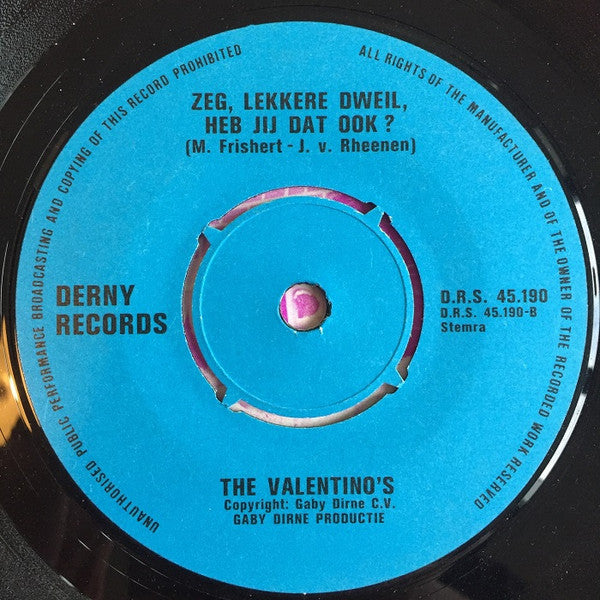 UNAUTHORISED PUBLIC PERFORMANCE BROADCASTING AND COPYING OF THIS RECORD PROHIBITED
ALL RIGHTS OF THE MANUFACTURER AND OF THE OWNER OF THE RECORDED WORK RESERVED
ZEG, LEKKERE DWEIL,
HEB JIJ DAT OOK?
(M. Frishert - J. v. Rheenen)
DERNY
RECORDS
D.R.S. 45.190
D.R.S. 45.190-B
Stemra
THE VALENTINO'S
Copyright: Gaby Dirne C.V.
GABY DIRNE PRODUCTIE